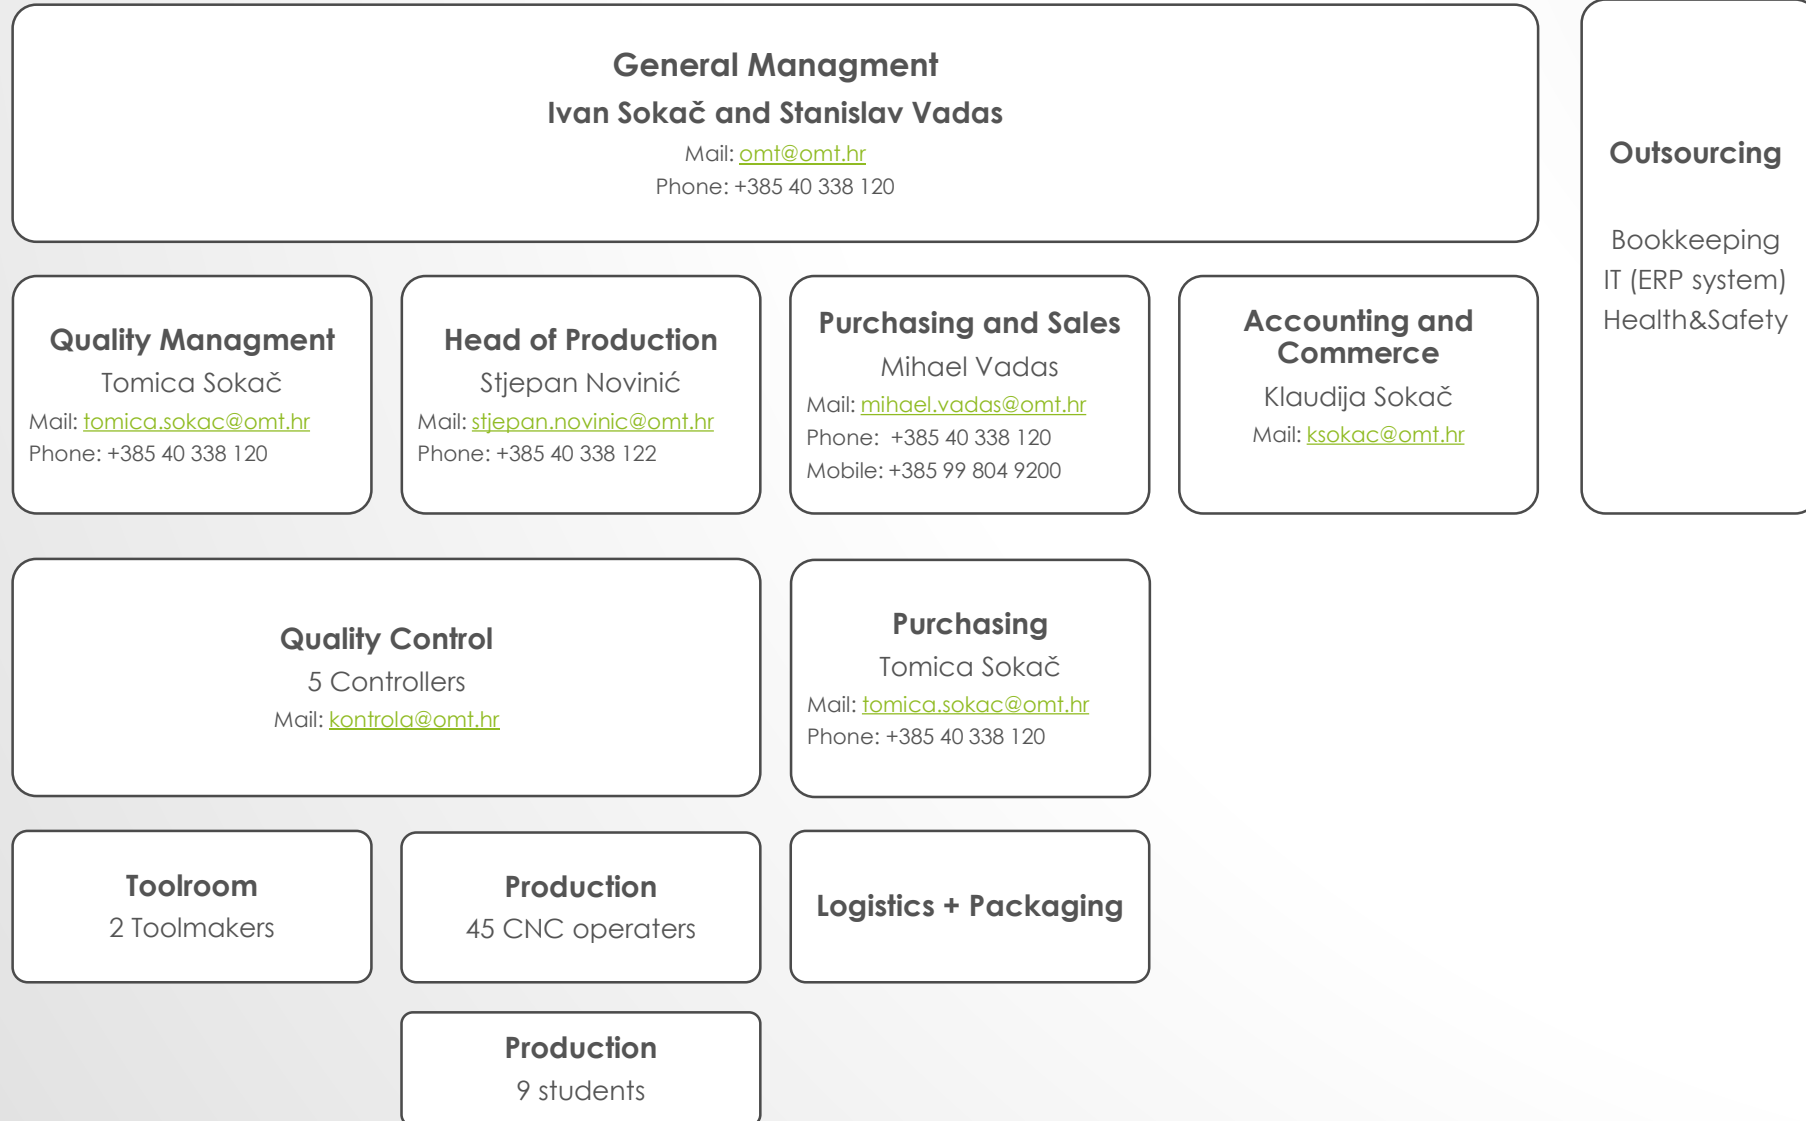 General Managment
Ivan Sokač and Stanislav Vadas
Mail: omt@omt.hr
Phone: +385 40 338 120
Outsourcing
Bookkeeping
IT (ERP system)
Health&Safety
Quality Managment
Tomica Sokač
Mail: tomica.sokac@omt.hr
Phone: +385 40 338 120
Head of Production
Stjepan Novinić
Mail: stjepan.novinic@omt.hr
Phone: +385 40 338 122
Purchasing and Sales
Mihael Vadas
Mail: mihael.vadas@omt.hr
Phone: +385 40 338 120
Mobile: +385 99 804 9200
Accounting and
Commerce
Klaudija Sokač
Mail: ksokac@omt.hr
Quality Control
5 Controllers
Mail: kontrola@omt.hr
Purchasing
Tomica Sokač
Mail: tomica.sokac@omt.hr
Phone: +385 40 338 120
Toolroom
2 Toolmakers
Production
45 CNC operaters
Logistics + Packaging
Production
9 students